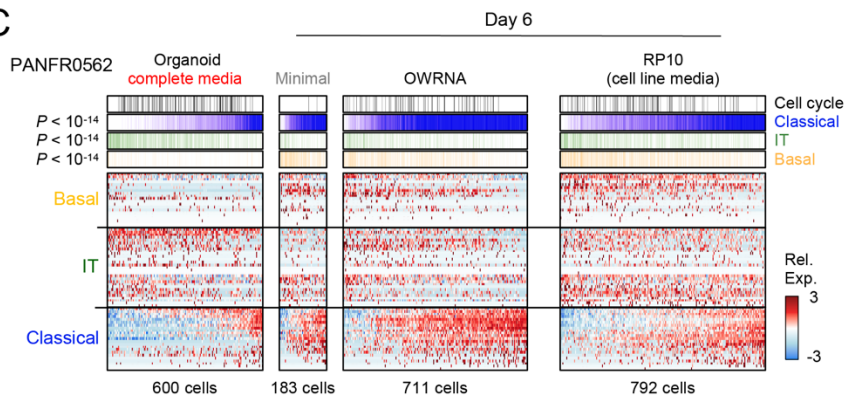 C
Day 6
PANFR0562
Organoid
complete media
Minimal
OWRNA
RP10
(cell line media)
Cell cycle
P < 10-14
Classical
P < 10-14
IT
P < 10-14
Basal
Basal
IT
Classical
Rel.
Exp.
3
-3
600 cells
183 cells
711 cells
792 cells